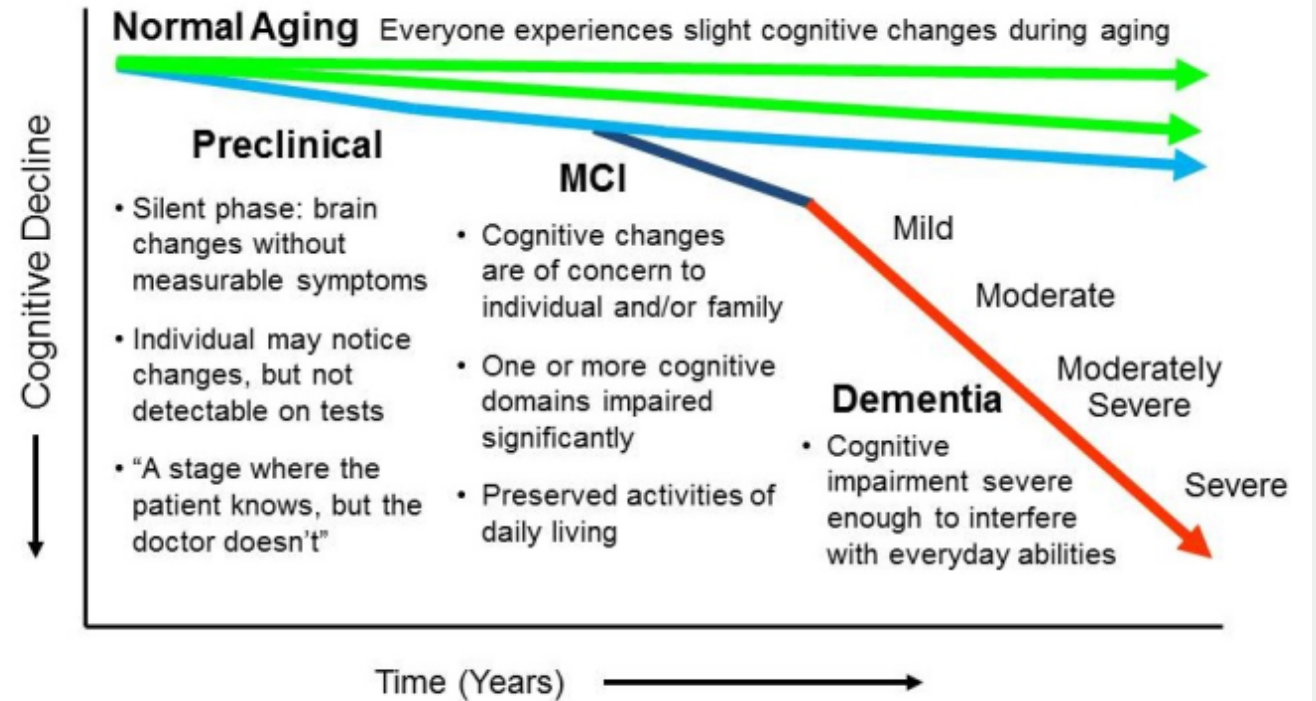 Normal Aging Everyone experiences slight cognitive changes during aging
Cognitive Decline
Preclinical
• Silent phase: brain
changes without
measurable symptoms
• Individual may notice
changes, but not
detectable on tests
• “A stage where the
patient knows, but the
doctor doesn’t”
MCI
• Cognitive changes
are of concern to
individual and/or family
• One or more cognitive
domains impaired
significantly
• Preserved activities of
daily living
Mild
Moderate
Moderately
Severe
Severe
Dementia
• Cognitive
impairment severe
enough to interfere
with everyday abilities
Time (Years)